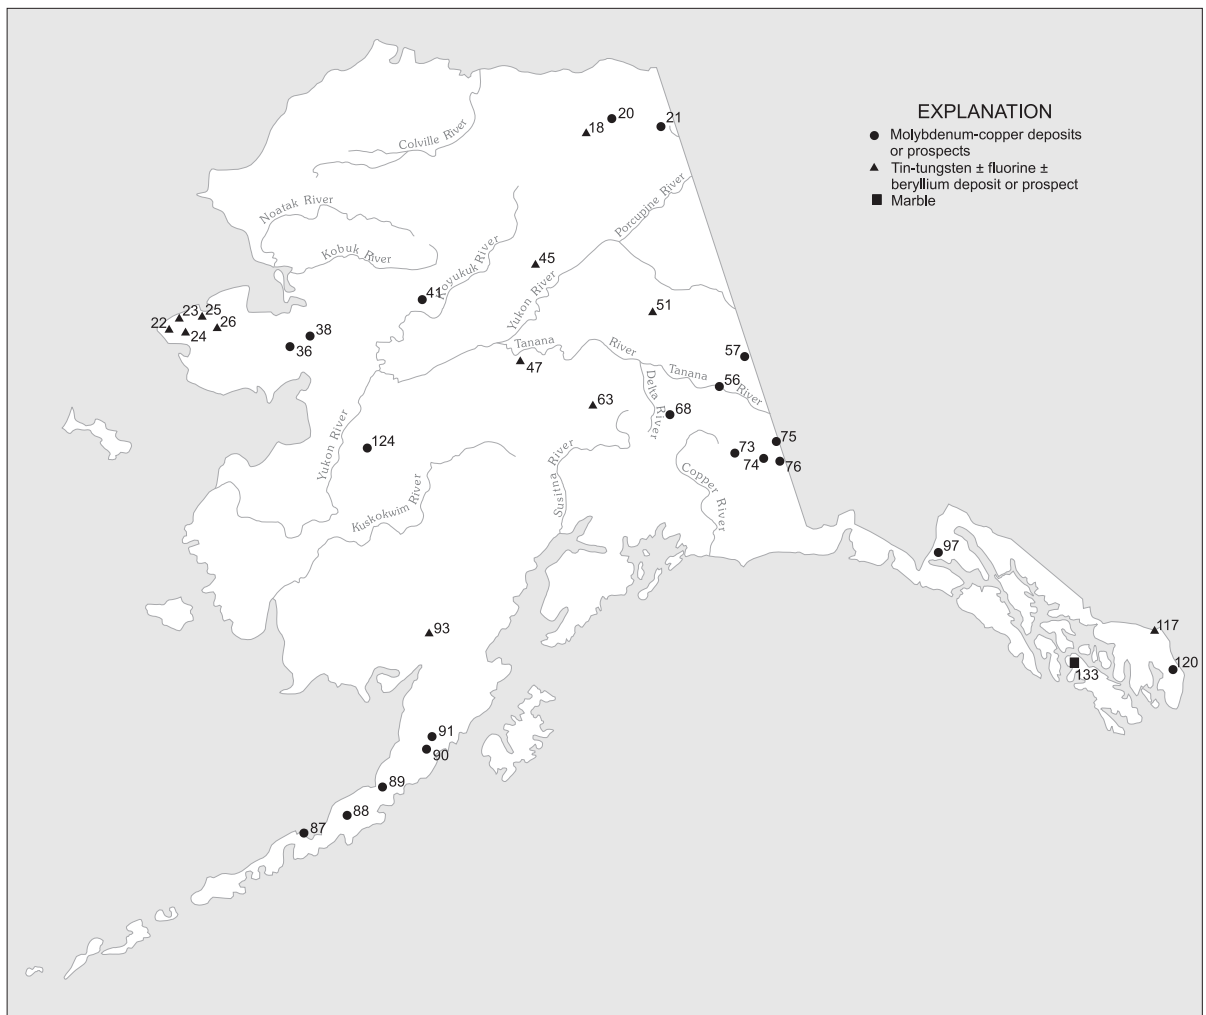 EXPLANATION
Molybdenum-copper deposits
or prospects
Tin-tungsten ± fluorine ±
beryllium deposit or prospect
Marble
20
21
18
Colville River
Noatak River
Kobuk River
Porcupine River
Koyukuk River
45
41
Yukon River
51
23
25
22
24
26
38
36
Tanana
River
47
57
Tanana
56
River
Delta River
63
68
Yukon River
124
75
73
74
76
Copper River
Susitna
River
Kuskokwim River
97
93
117
120
133
91
90
89
88
87